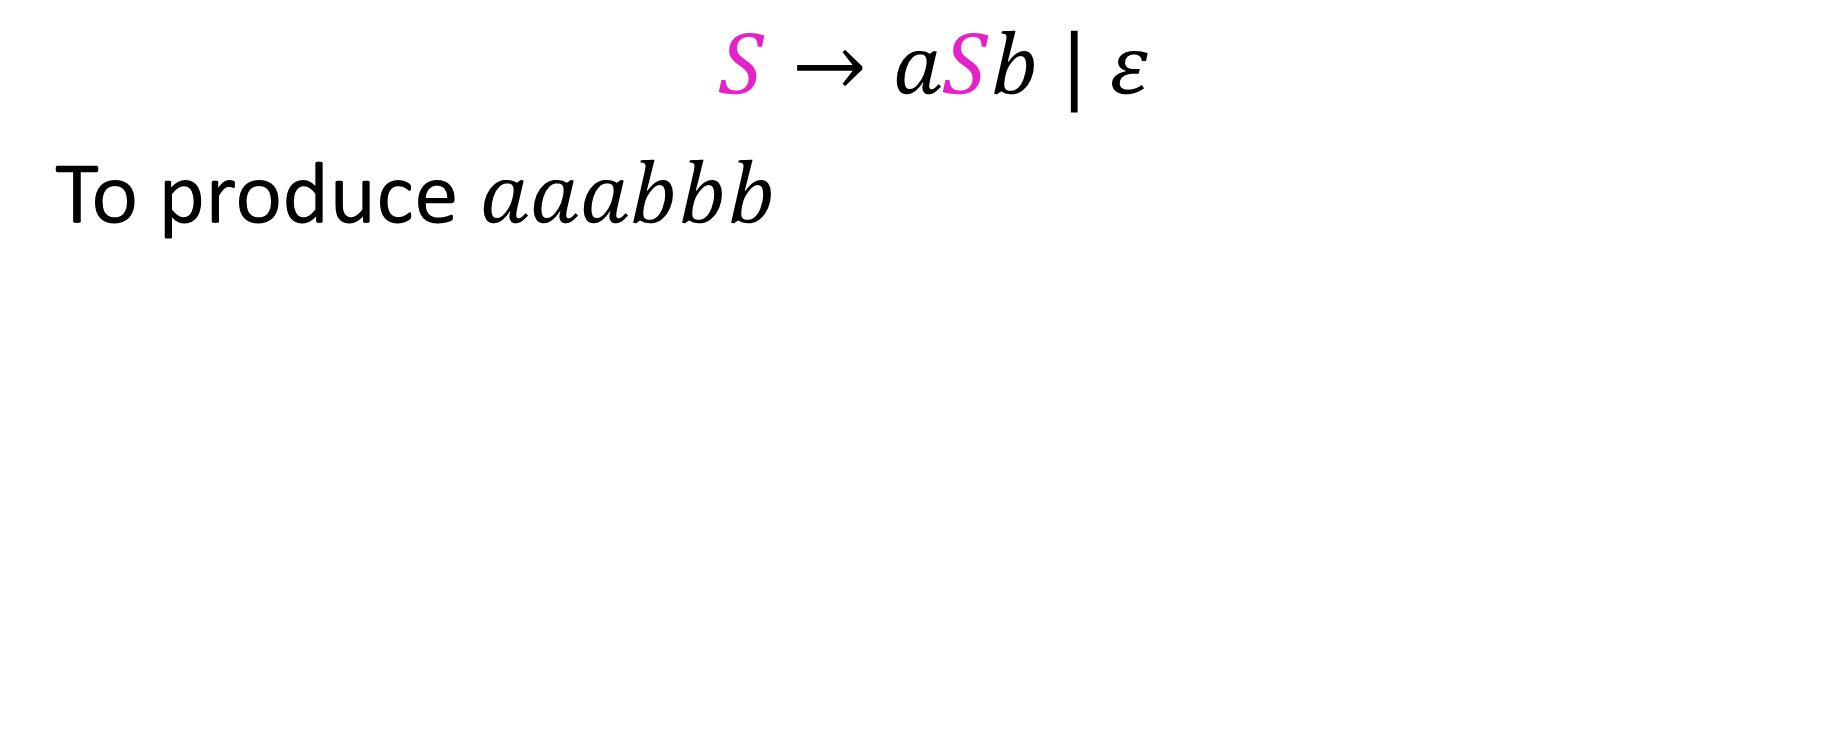 S → aSb | ε
To produce aaabbb